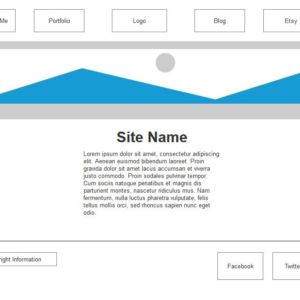 Me
Portfolio
Logo
Blog
Etsy
Site Name
Lorem ipsum dolor sit amet, consectetur adipiscing
elit. Aenean euismod bibendum laoreet. Proin
gravida dolor sit amet lacus accumsan et viverra
justo commodo. Proin sodales pulvinar tempor.
Cum sociis natoque penatibus et magnis dis
parturient montes, nascetur ridiculus mus. Nam
fermentum, nulla luctus pharetra vulputate, felis
tellus mollis orci, sed rhoncus sapien nunc eget
odio.
right Information
Facebook
Twitte